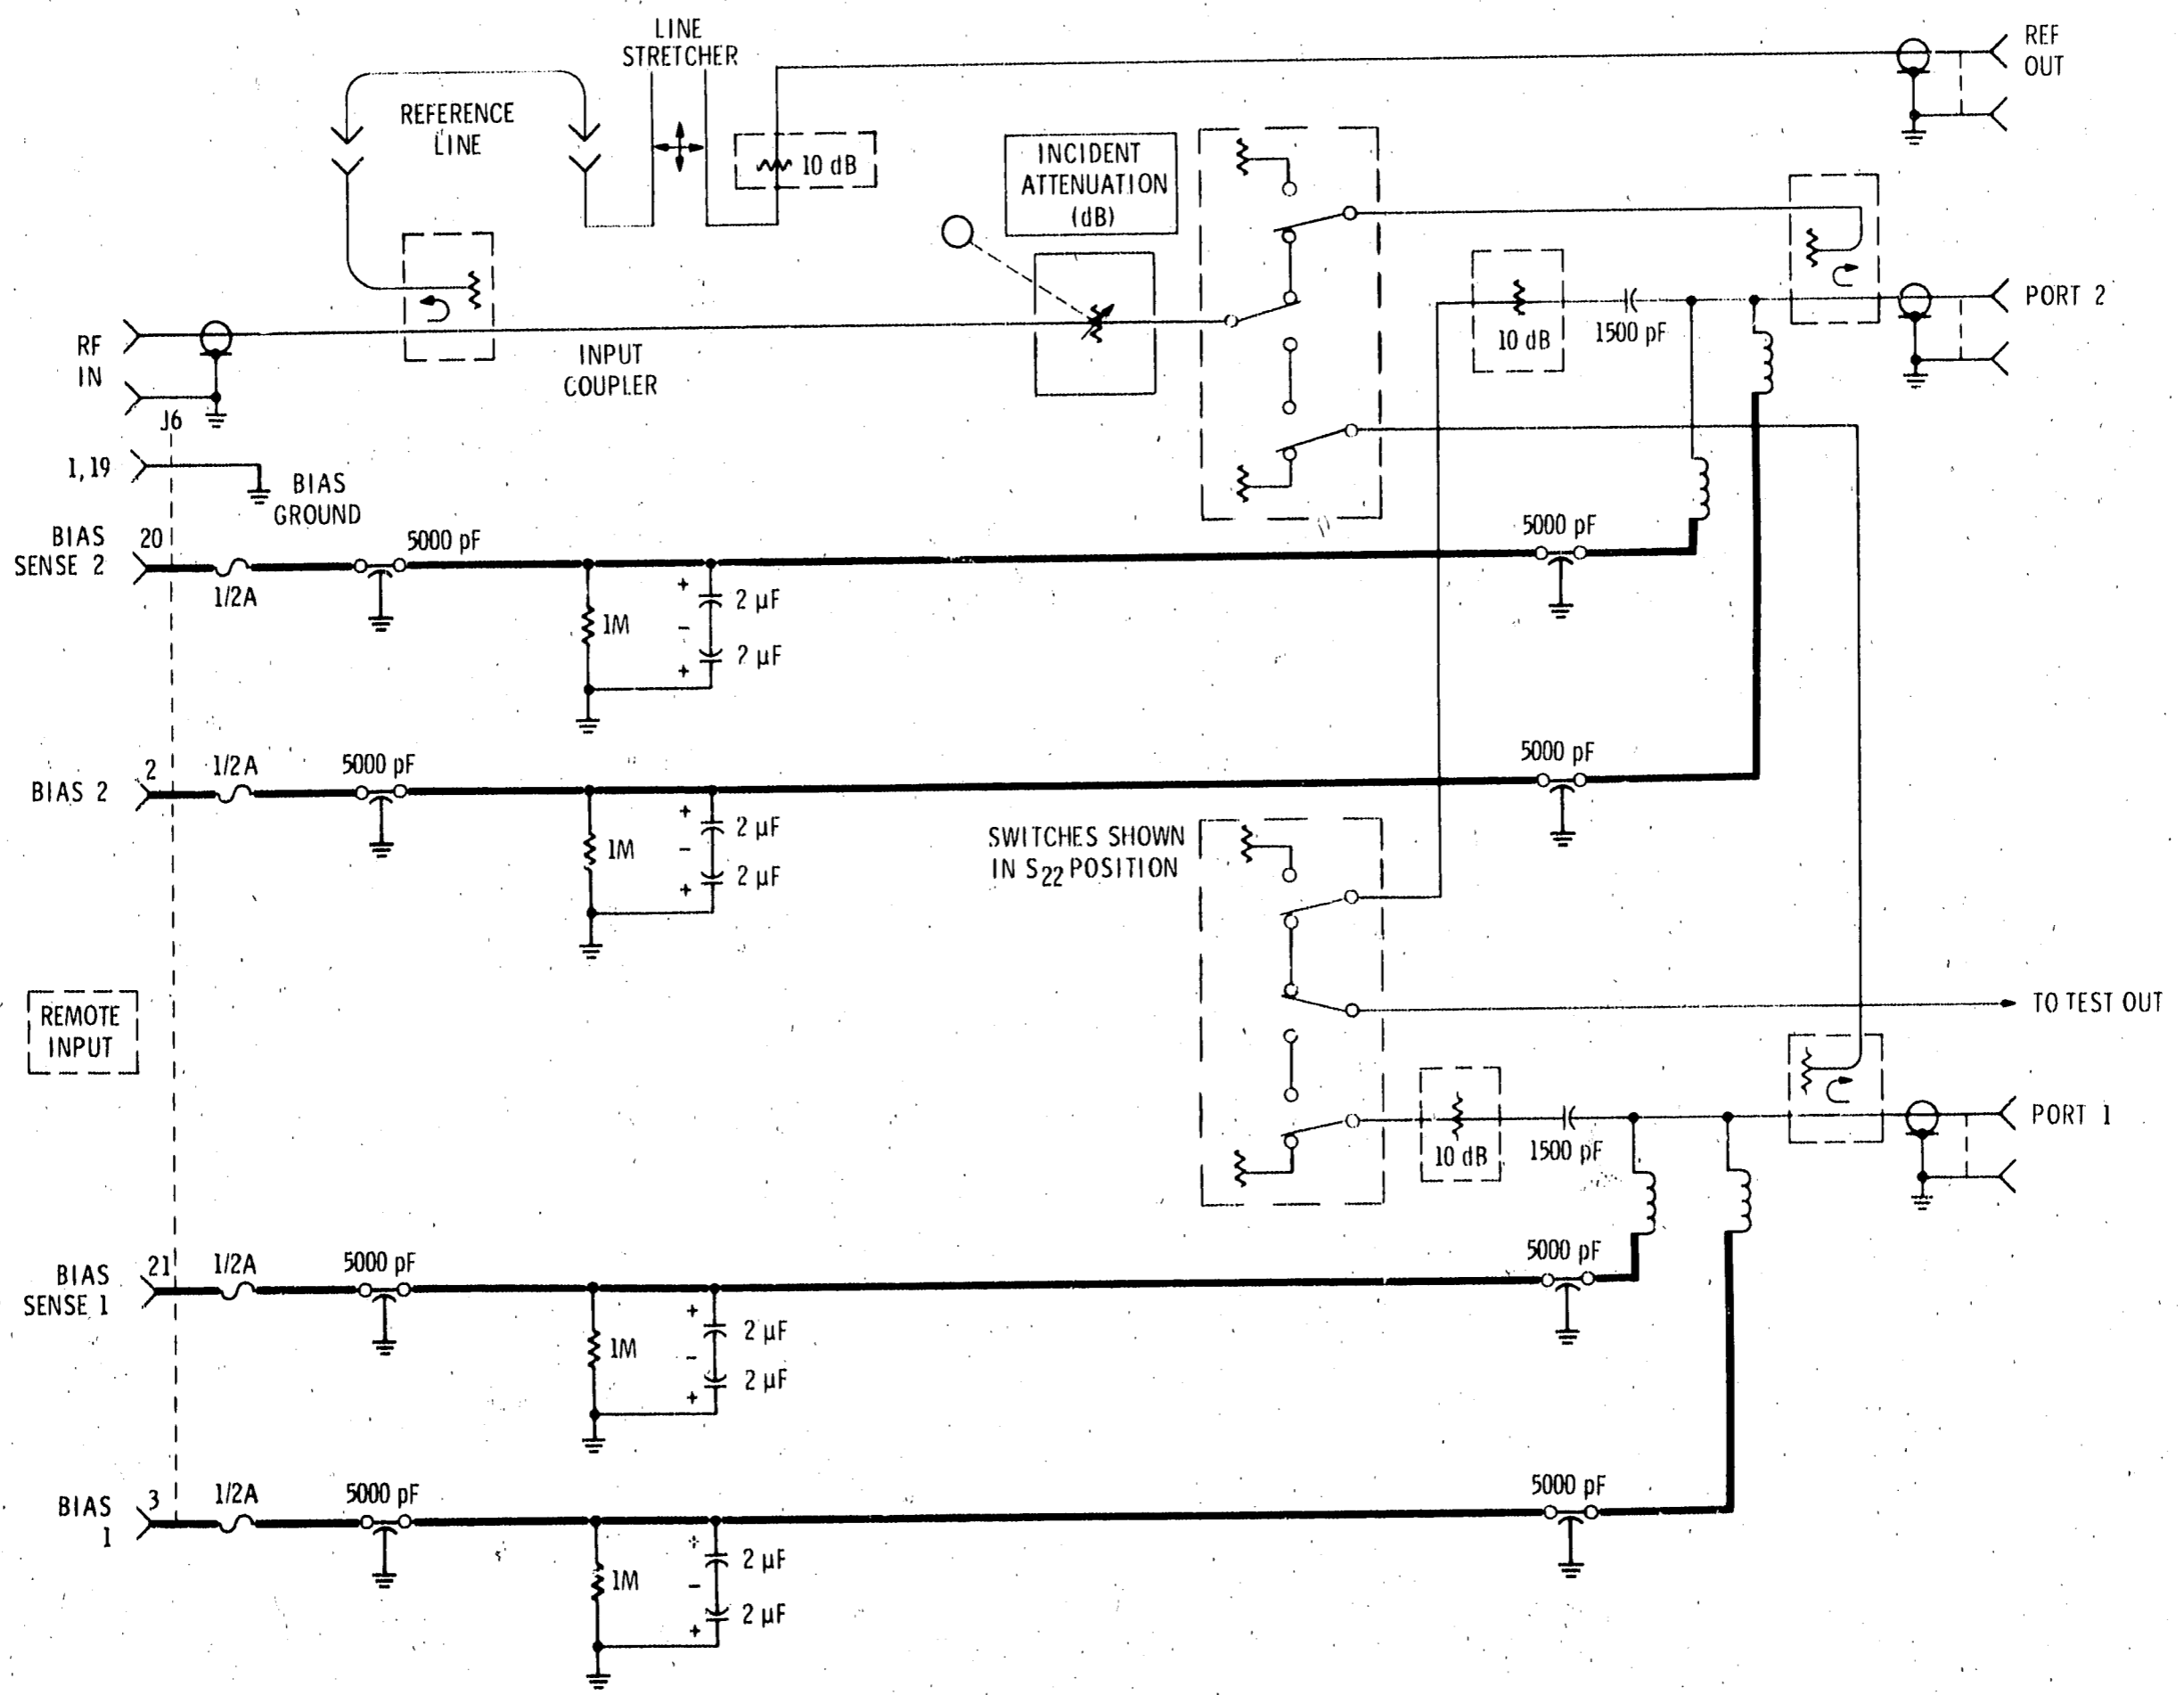 LINE
STRETCHER
REF
OUT
REFERENCE
LINE
10 dB
INCIDENT
ATTENUATION
(dB)
PORT 2
10 dB
1500 pF
RF
IN
INPUT
COUPLER
J6
1,19
BIAS
GROUND
BIAS
SENSE 2
20
1/2A
5000 pF
5000 pF
+
2 µF
1M
-
2 µF
+
BIAS 2
2
1/2A
5000 pF
5000 pF
+
2 µF
1M
-
2 µF
+
SWITCHES SHOWN
IN S22 POSITION
REMOTE
INPUT
TO TEST OUT
PORT 1
10 dB
1500 pF
BIAS
SENSE 1
21
1/2A
5000 pF
5000 pF
+
2 µF
1M
-
2 µF
+
BIAS
1
3
1/2A
5000 pF
5000 pF
+
2 µF
1M
-
2 µF
+